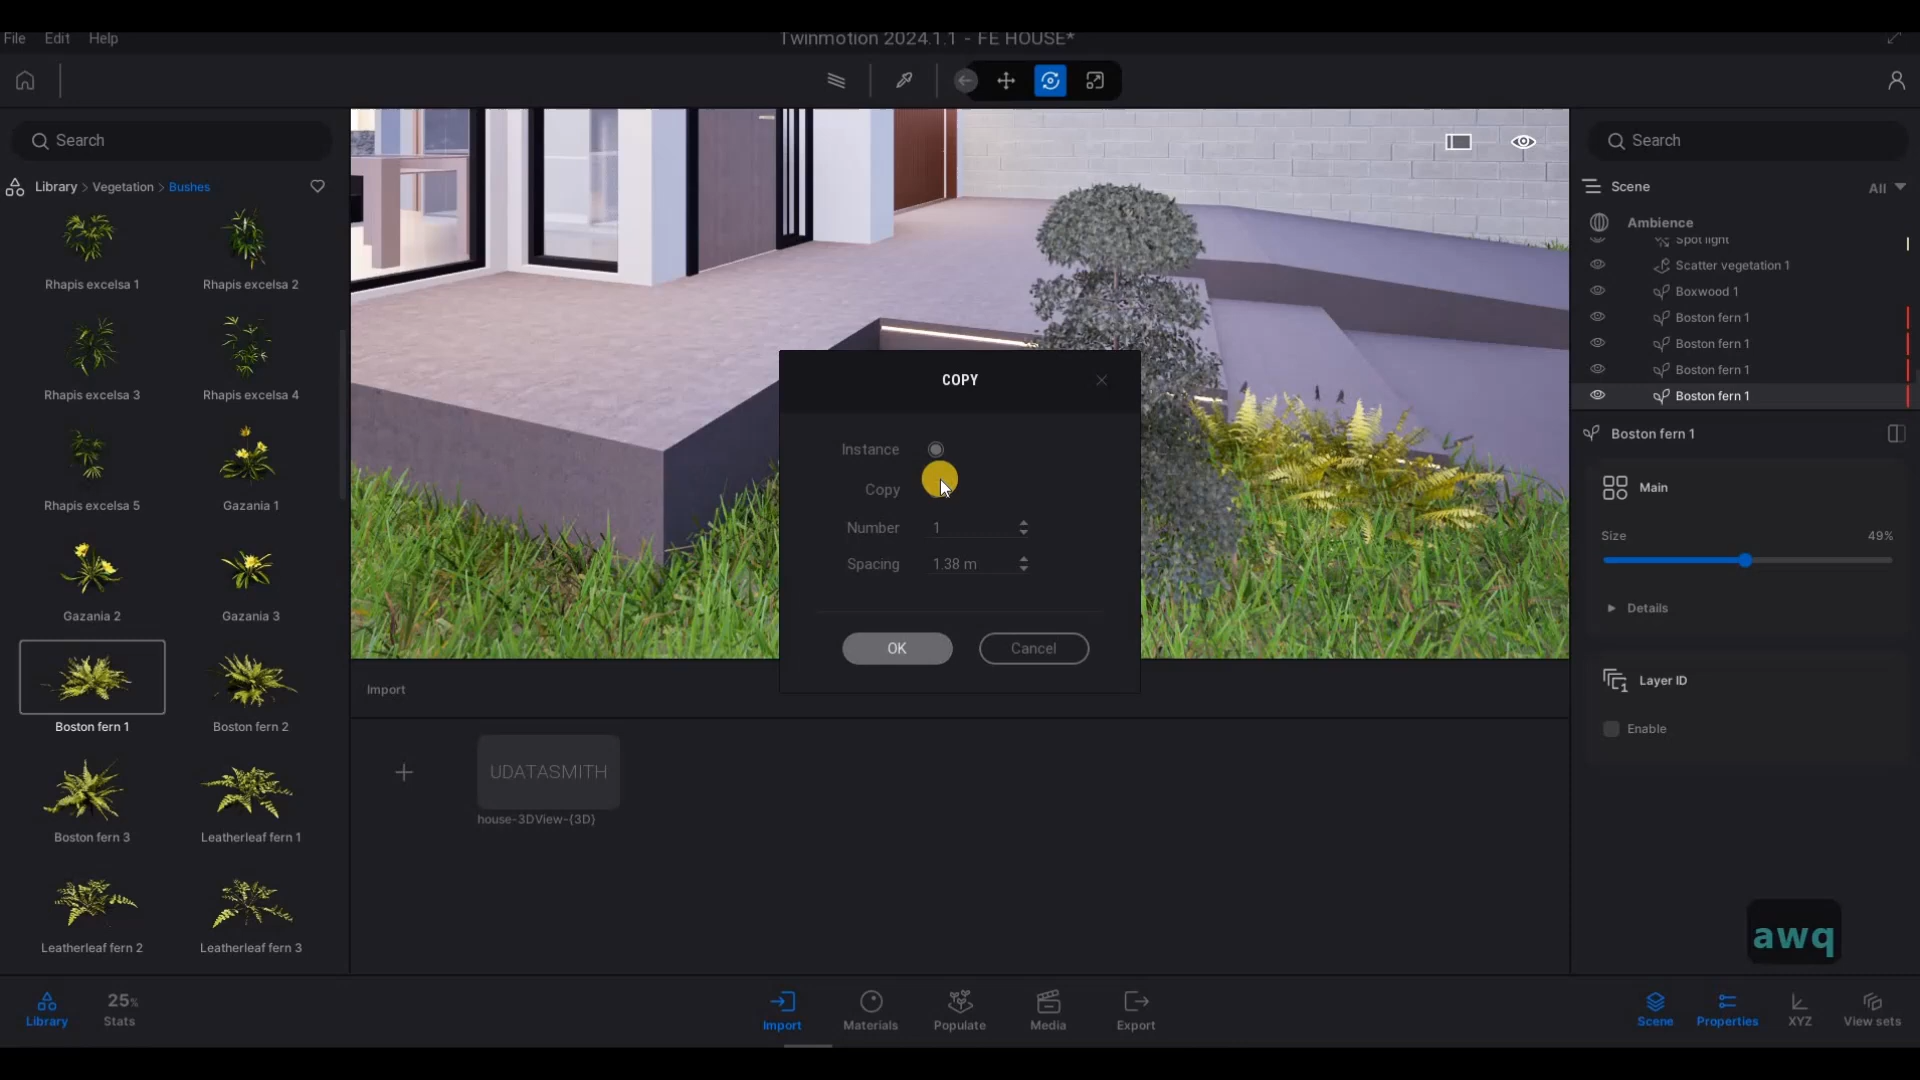 File Edit Help
Twinmotion 2024.1.1 - FE HOUSE*
Search
Library > Vegetation > Bushes
Rhapis excelsa 1
Rhapis excelsa 2
Rhapis excelsa 3
Rhapis excelsa 4
Rhapis excelsa 5
Gazania 1
Gazania 2
Gazania 3
Boston fern 1
Boston fern 2
Boston fern 3
Leatherleaf fern 1
Leatherleaf fern 2
Leatherleaf fern 3
COPY
Instance
Copy
Number 1
Spacing 1.38 m
OK
Cancel
Import
UDATASMITH
house-3DView-{3D}
Search
Scene
All
Ambience
Spot light
Scatter vegetation 1
Boxwood 1
Boston fern 1
Boston fern 1
Boston fern 1
Boston fern 1
Boston fern 1
Main
Size 49%
Details
Layer ID
Enable
awq
Library
25%
Stats
Import
Materials
Populate
Media
Export
Scene
Properties
XYZ
View sets